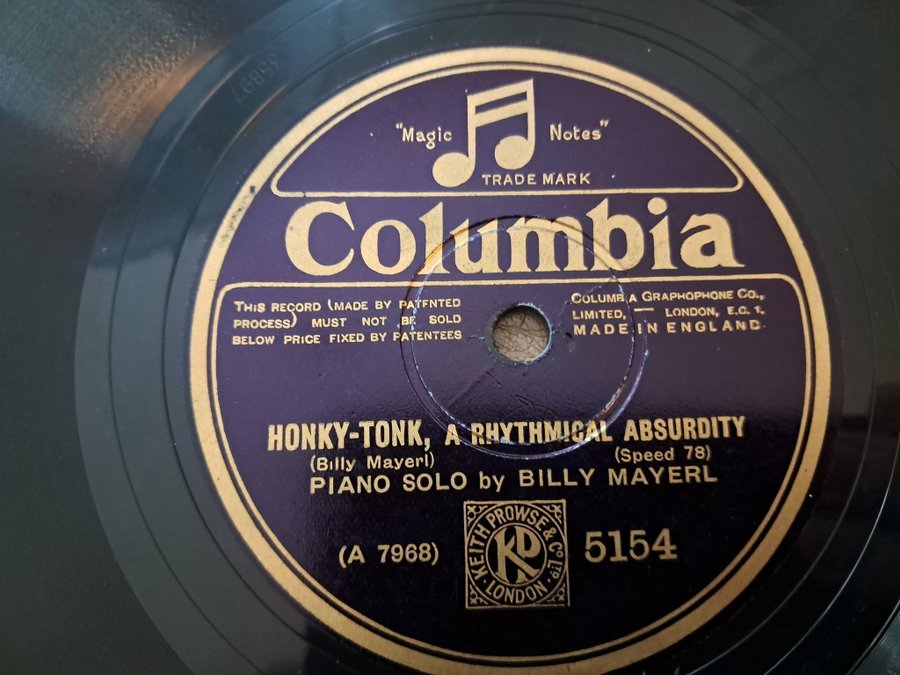 "Magic Notes"
TRADE MARK
Columbia
THIS RECORD (MADE BY PATENTED
PROCESS) MUST NOT BE SOLD
BELOW PRICE FIXED BY PATENTEES
COLUMBIA GRAPHOPHONE CO.,
LIMITED, — LONDON, E.C. 1.
MADE IN ENGLAND
HONKY-TONK, A RHYTHMICAL ABSURDITY
(Billy Mayerl) (Speed 78)
PIANO SOLO by BILLY MAYERL
(A 7968)
KEITH PROWSE & CO. LTD.
KP
LONDON
5154